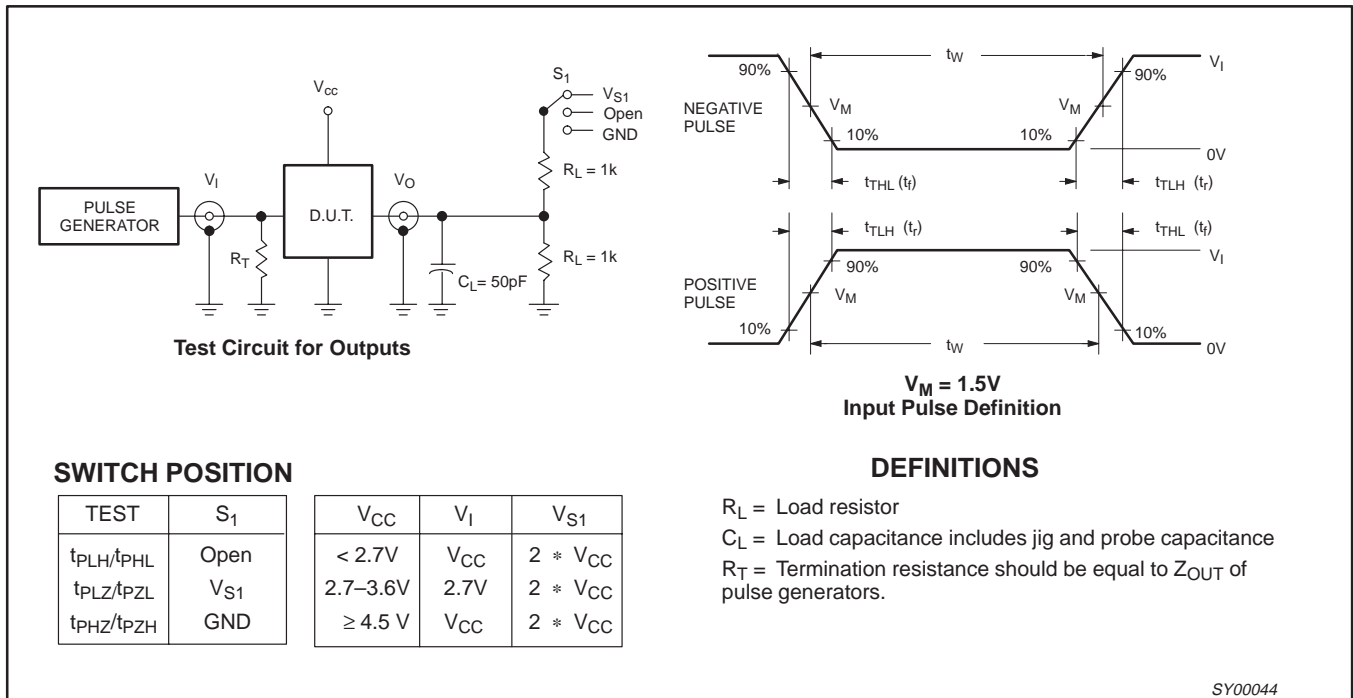 S1
VS1
Open
GND
Vcc
RL = 1k
VI
VO
PULSE
GENERATOR
D.U.T.
RT
CL= 50pF
RL = 1k
Test Circuit for Outputs
tW
VI
90%
90%
NEGATIVE
PULSE
VM
VM
10%
10%
0V
tTHL (tf)
tTLH (tr)
tTLH (tr)
tTHL (tf)
VI
90%
90%
POSITIVE
PULSE
VM
VM
10%
10%
tW
0V
VM = 1.5V
Input Pulse Definition
SWITCH POSITION
TEST S1
tPLH/tPHL Open
tPLZ/tPZL VS1
tPHZ/tPZH GND
VCC VI VS1
< 2.7V VCC 2 * VCC
2.7–3.6V 2.7V 2 * VCC
≥ 4.5 V VCC 2 * VCC
DEFINITIONS
RL = Load resistor
CL = Load capacitance includes jig and probe capacitance
RT = Termination resistance should be equal to ZOUT of
pulse generators.
SY00044